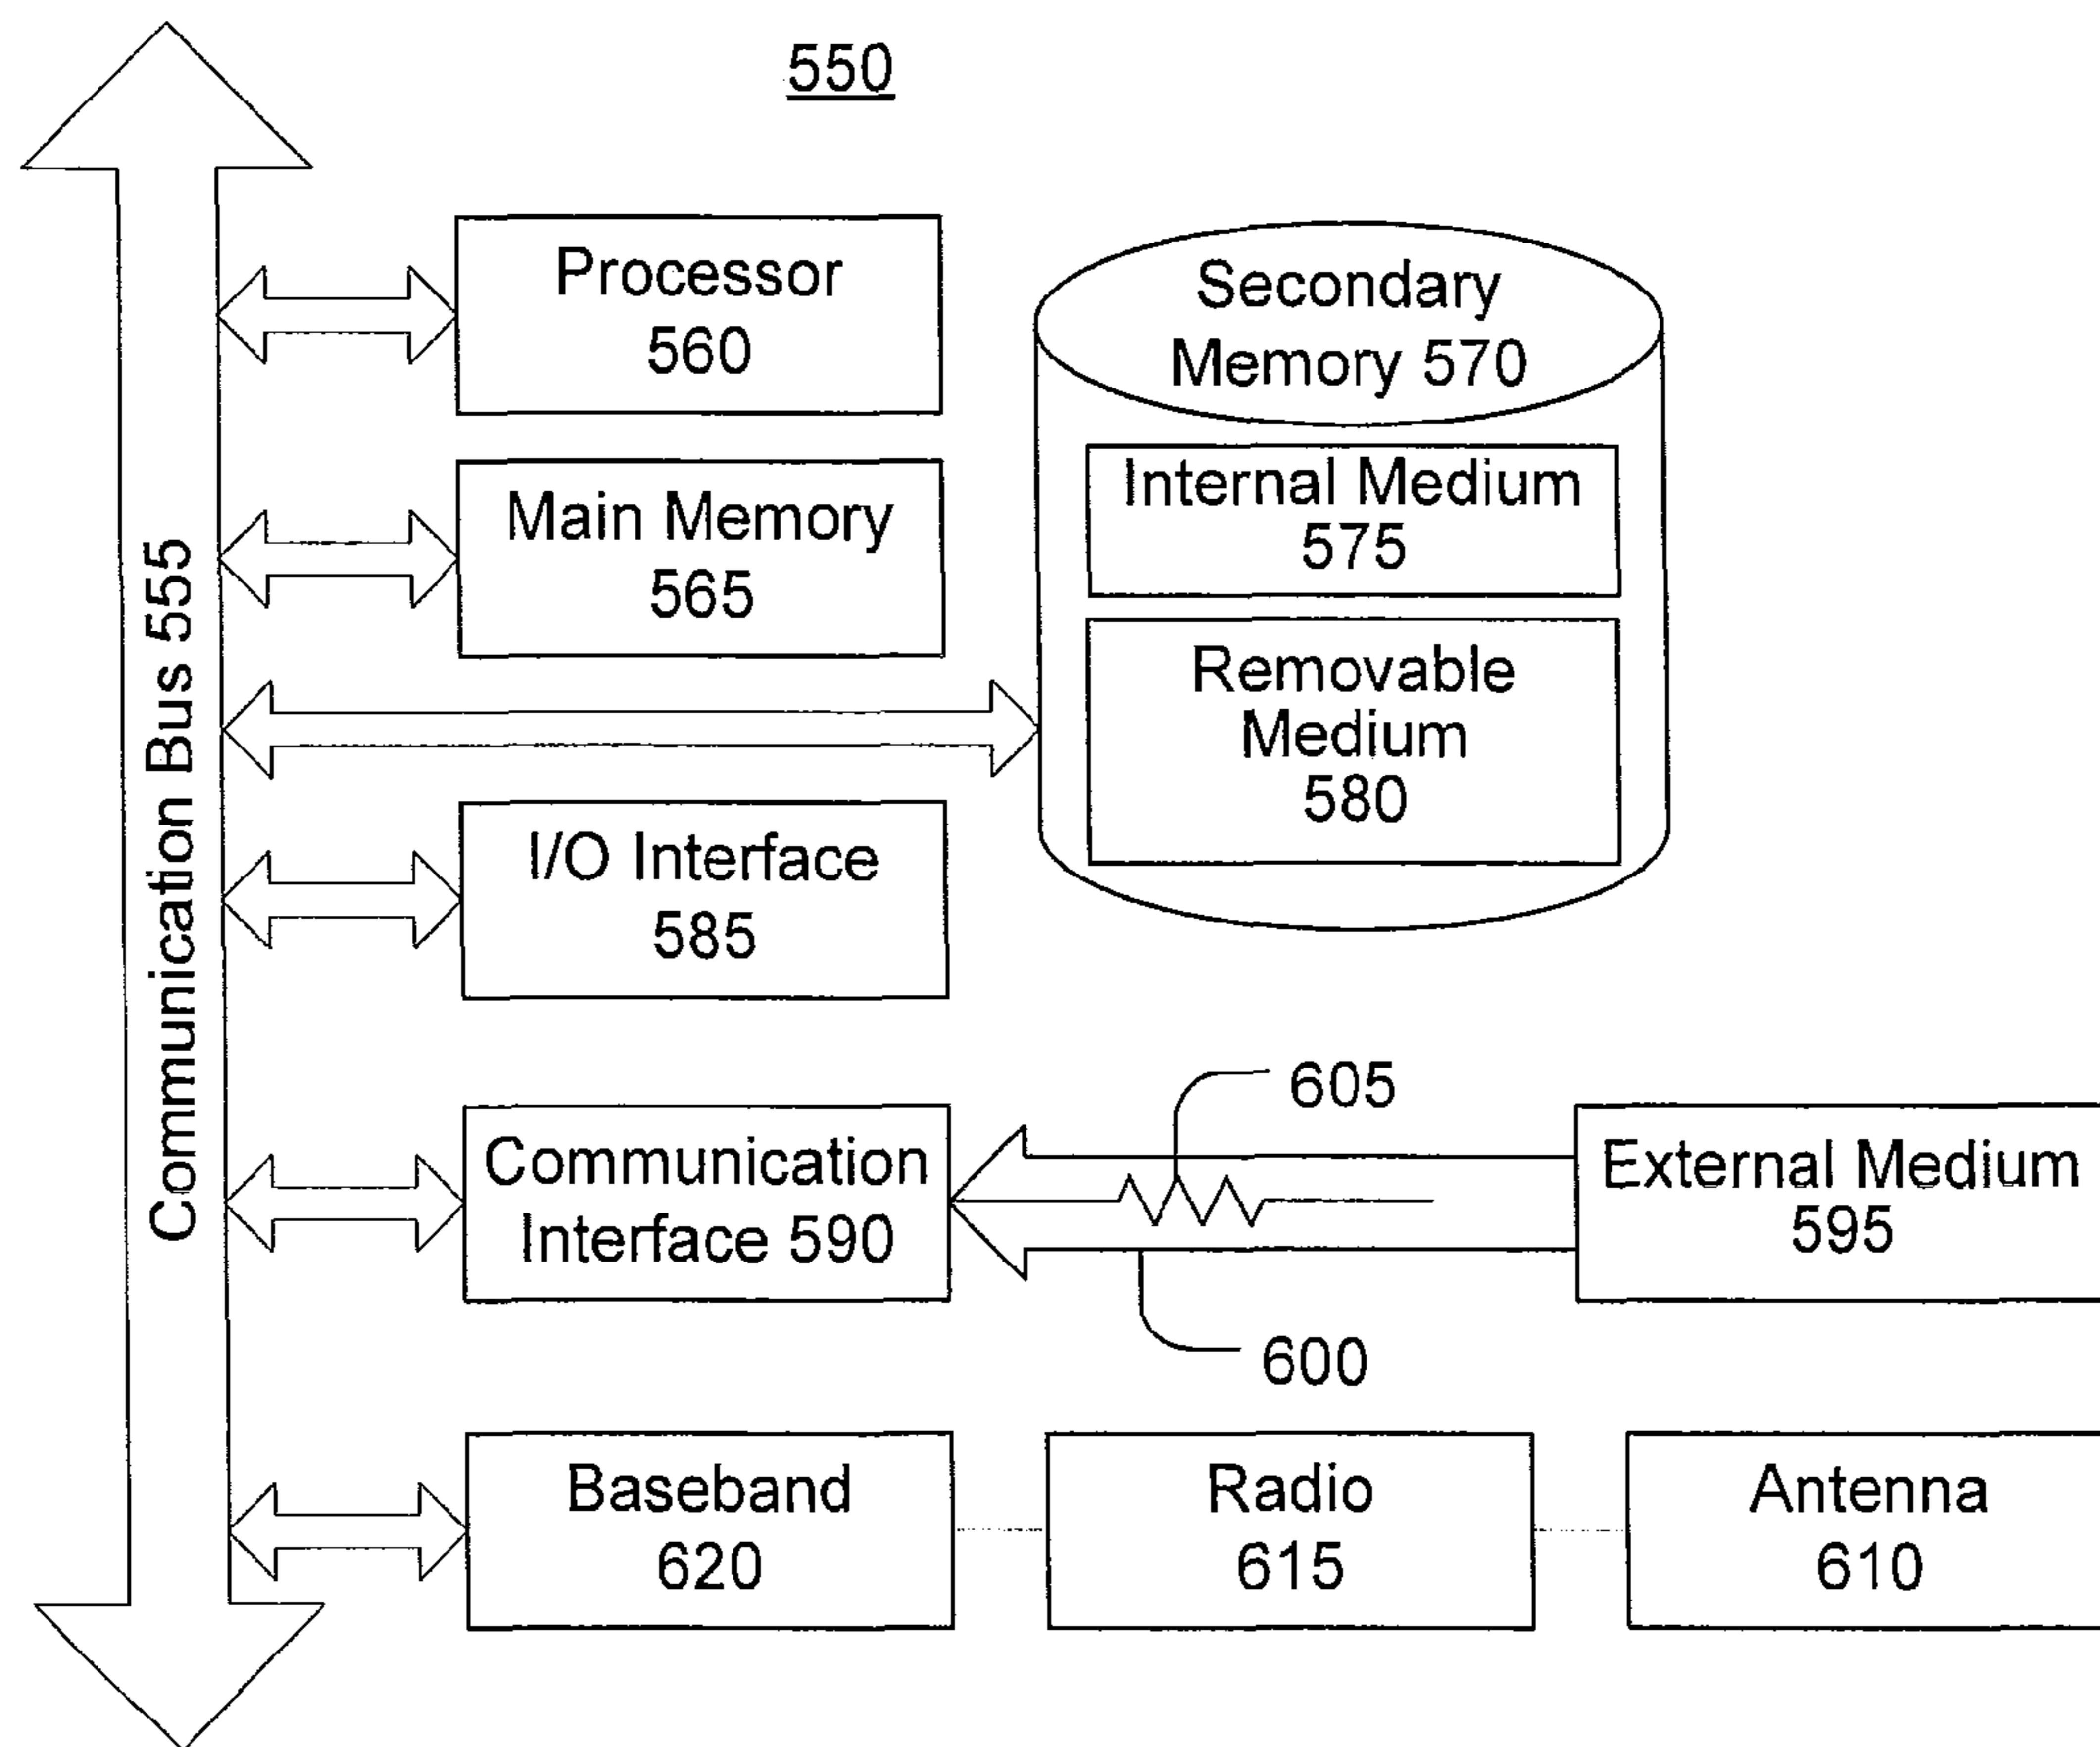 550
Communication Bus 555
Processor
560
Main Memory
565
Secondary
Memory 570
Internal Medium
575
Removable
Medium
580
I/O Interface
585
Communication
Interface 590
605
600
External Medium
595
Baseband
620
Radio
615
Antenna
610